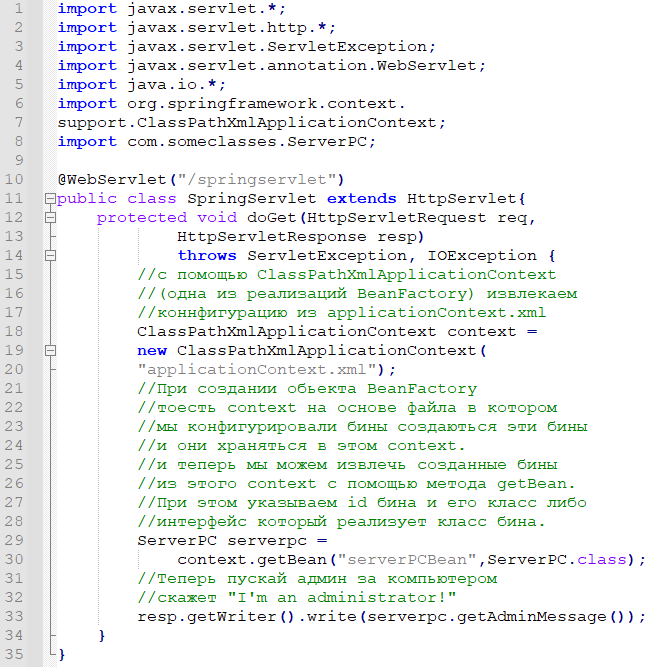 1 import javax.servlet.*;
2 import javax.servlet.http.*;
3 import javax.servlet.ServletException;
4 import javax.servlet.annotation.WebServlet;
5 import java.io.*;
6 import org.springframework.context.
7 support.ClassPathXmlApplicationContext;
8 import com.someclasses.ServerPC;
9
10 @WebServlet("/springservlet")
11 public class SpringServlet extends HttpServlet{
12 protected void doGet(HttpServletRequest req,
13 HttpServletResponse resp)
14 throws ServletException, IOException {
15 //с помощью ClassPathXmlApplicationContext
16 //(одна из реализаций BeanFactory) извлекаем
17 //коннфигурацию из applicationContext.xml
18 ClassPathXmlApplicationContext context =
19 new ClassPathXmlApplicationContext(
20 "applicationContext.xml");
21 //При создании обьекта BeanFactory
22 //тоесть context на основе файла в котором
23 //мы конфигурировали бины создаються эти бины
24 //и они храняться в этом context.
25 //и теперь мы можем извлечь созданные бины
26 //из этого context с помощью метода getBean.
27 //При этом указываем id бина и его класс либо
28 //интерфейс который реализует класс бина.
29 ServerPC serverpc =
30 context.getBean("serverPCBean",ServerPC.class);
31 //Теперь пускай админ за компьютером
32 //скажет "I'm an administrator!"
33 resp.getWriter().write(serverpc.getAdminMessage());
34 }
35 }